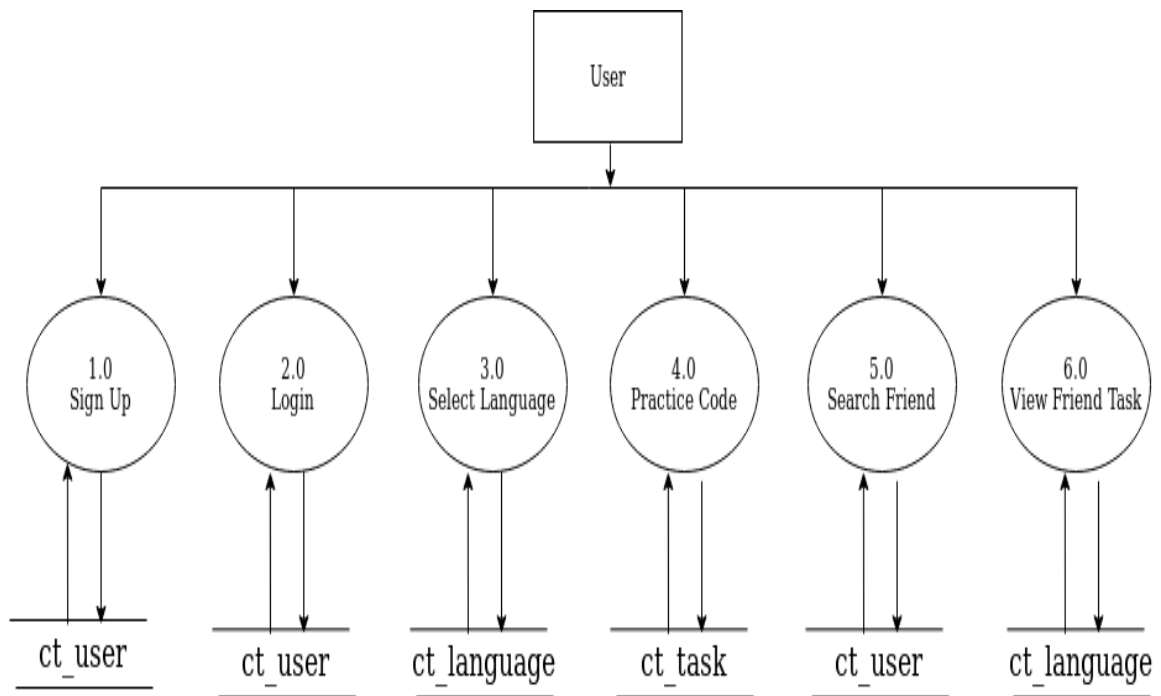 User
1.0
Sign Up
2.0
Login
3.0
Select Language
4.0
Practice Code
5.0
Search Friend
6.0
View Friend Task
ct_user
ct_user
ct_language
ct_task
ct_user
ct_language